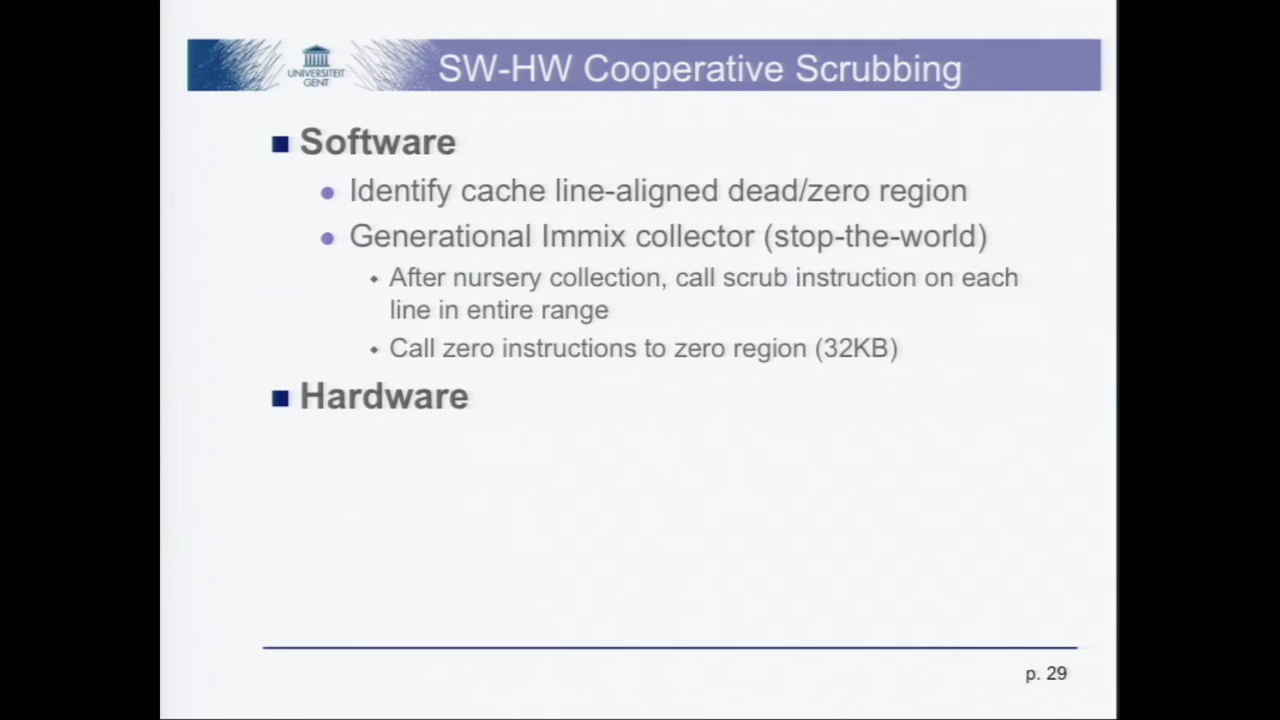 UNIVERSITEIT
GENT
SW-HW Cooperative Scrubbing
Software
Identify cache line-aligned dead/zero region
Generational Immix collector (stop-the-world)
After nursery collection, call scrub instruction on each
line in entire range
Call zero instructions to zero region (32KB)
Hardware
p. 29